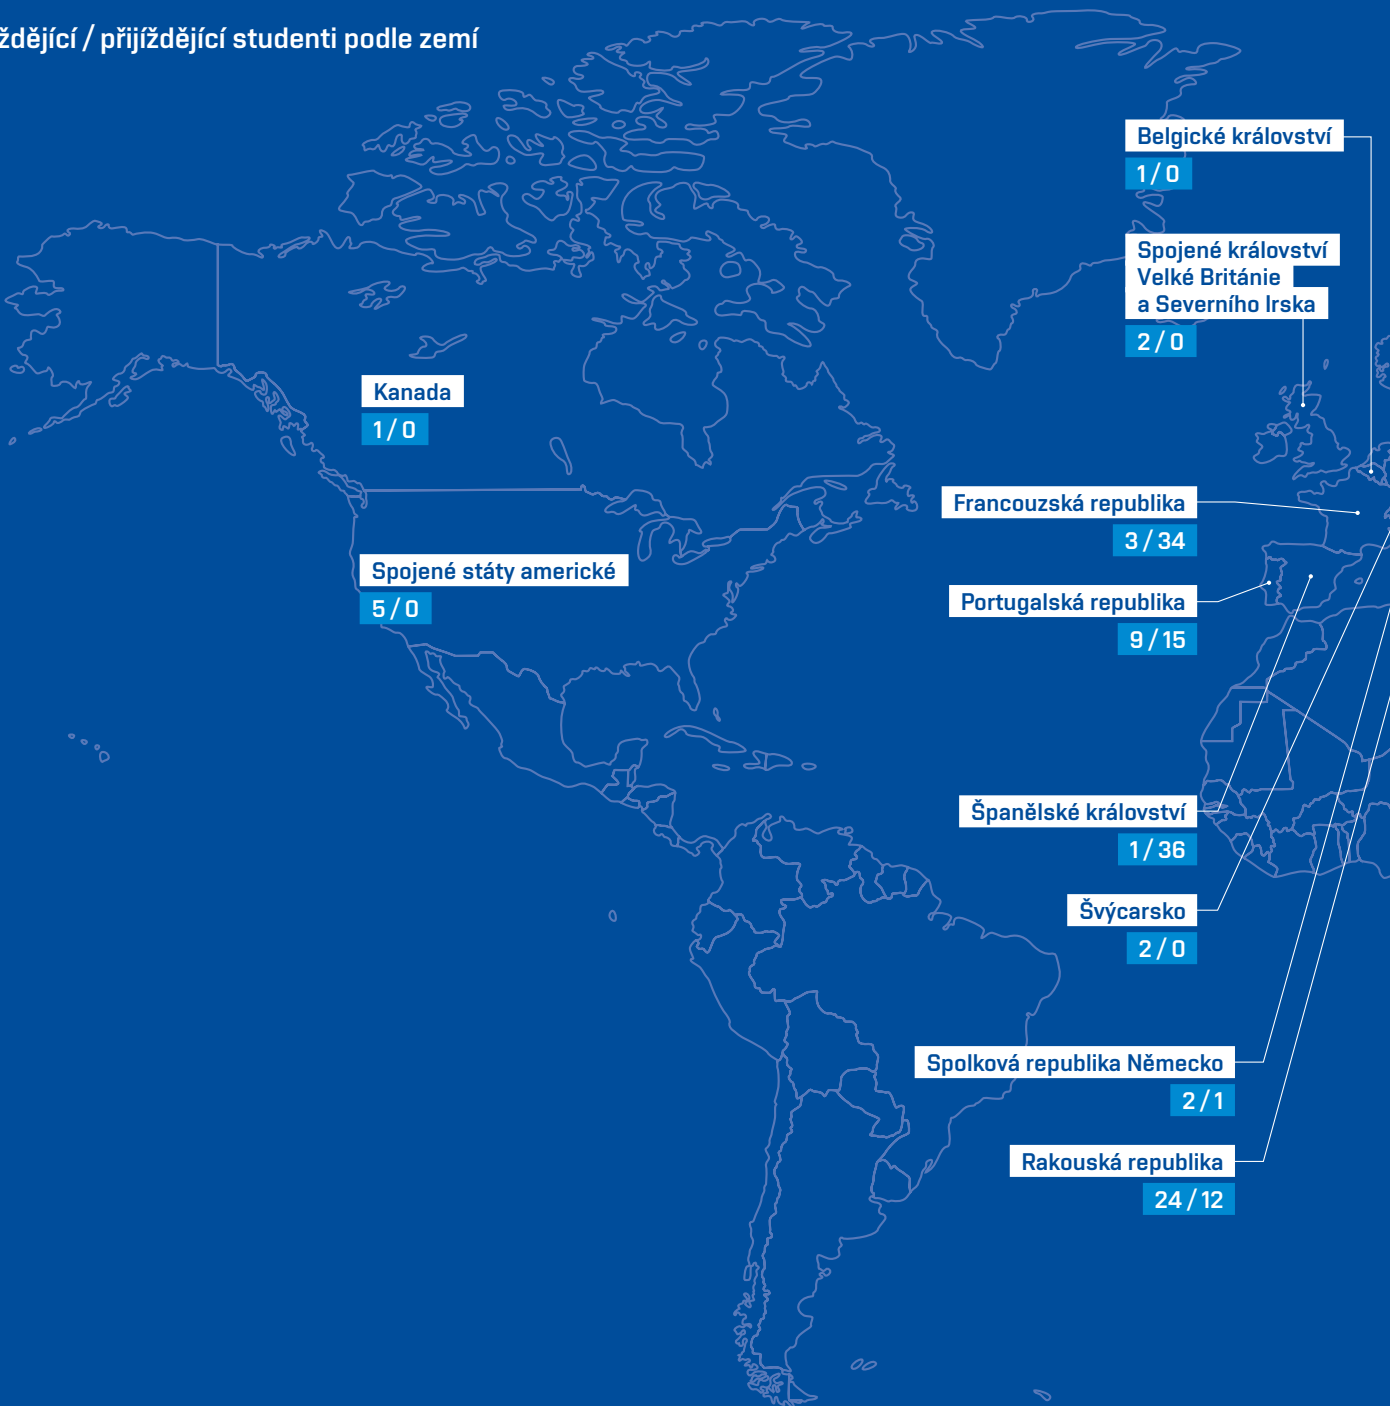 ždějící / přijíždějící studenti podle zemí
Belgické království
1 / 0
Spojené království
Velké Británie
a Severního Irska
2 / 0
Kanada
1 / 0
Francouzská republika
3 / 34
Spojené státy americké
5 / 0
Portugalská republika
9 / 15
Španělské království
1 / 36
Švýcarsko
2 / 0
Spolková republika Německo
2 / 1
Rakouská republika
24 / 12